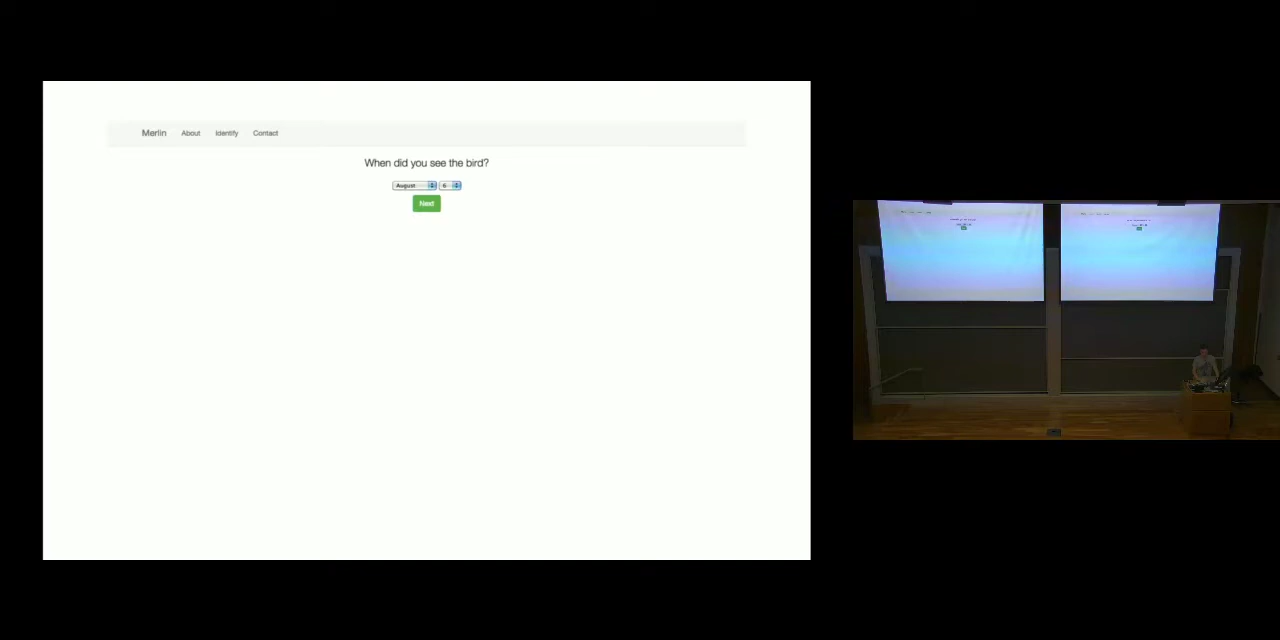 Merlin About Identify Contact
When did you see the bird?
August 6
Next